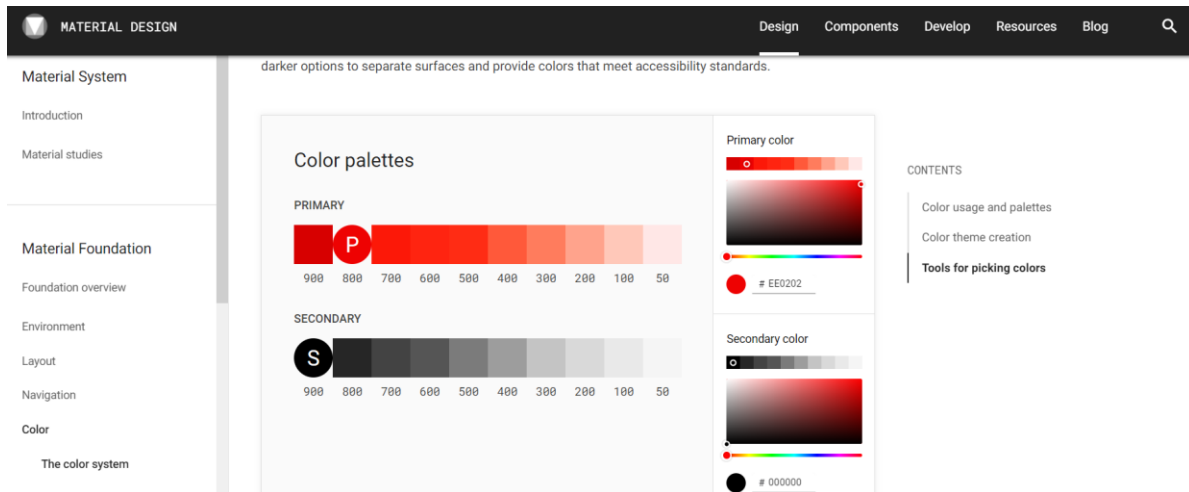 MATERIAL DESIGN
Design
Components
Develop
Resources
Blog
Material System
Introduction
Material studies
Material Foundation
Foundation overview
Environment
Layout
Navigation
Color
The color system
darker options to separate surfaces and provide colors that meet accessibility standards.
Color palettes
PRIMARY
P
900 800 700 600 500 400 300 200 100 50
SECONDARY
S
900 800 700 600 500 400 300 200 100 50
Primary color
# EE0202
Secondary color
# 000000
CONTENTS
Color usage and palettes
Color theme creation
Tools for picking colors